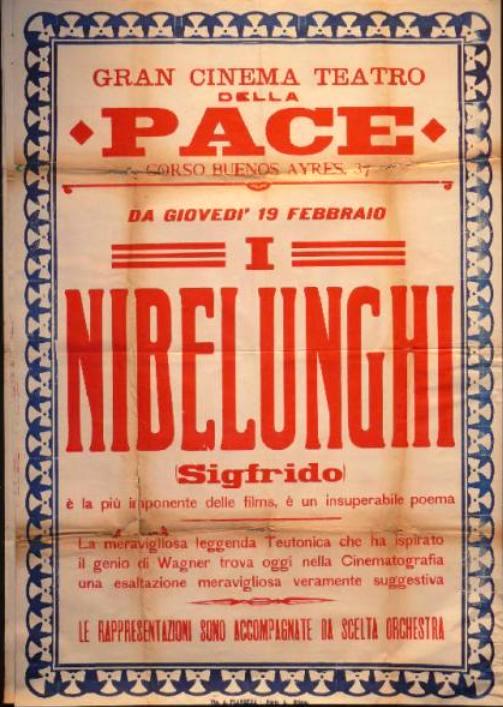 GRAN CINEMA TEATRO
DELLA
PACE
CORSO BUENOS AYRES, 37
DA GIOVEDI' 19 FEBBRAIO
I
NIBELUNGHI
(Sigfrido)
è la più imponente delle films, è un insuperabile poema
La meravigliosa leggenda Teutonica che ha ispirato
il genio di Wagner trova oggi nella Cinematografia
una esaltazione meravigliosa veramente suggestiva
LE RAPPRESENTAZIONI SONO ACCOMPAGNATE DA SCELTA ORCHESTRA